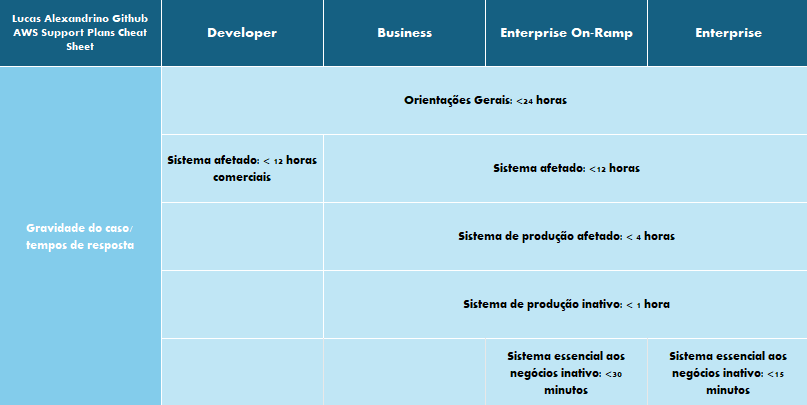 Lucas Alexandrino Github
AWS Support Plans Cheat
Sheet
Developer
Business
Enterprise On-Ramp
Enterprise
Gravidade do caso/
tempos de resposta
Orientações Gerais: <24 horas
Sistema afetado: < 12 horas
comerciais
Sistema afetado: <12 horas
Sistema de produção afetado: < 4 horas
Sistema de produção inativo: < 1 hora
Sistema essencial aos
negócios inativo: <30
minutos
Sistema essencial aos
negócios inativo: <15
minutos